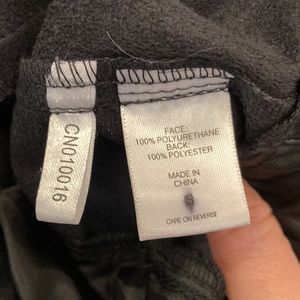 CN010016
FACE:
100% POLYURETHANE
BACK:
100% POLYESTER
MADE IN
CHINA
S
CARE ON REVERSE